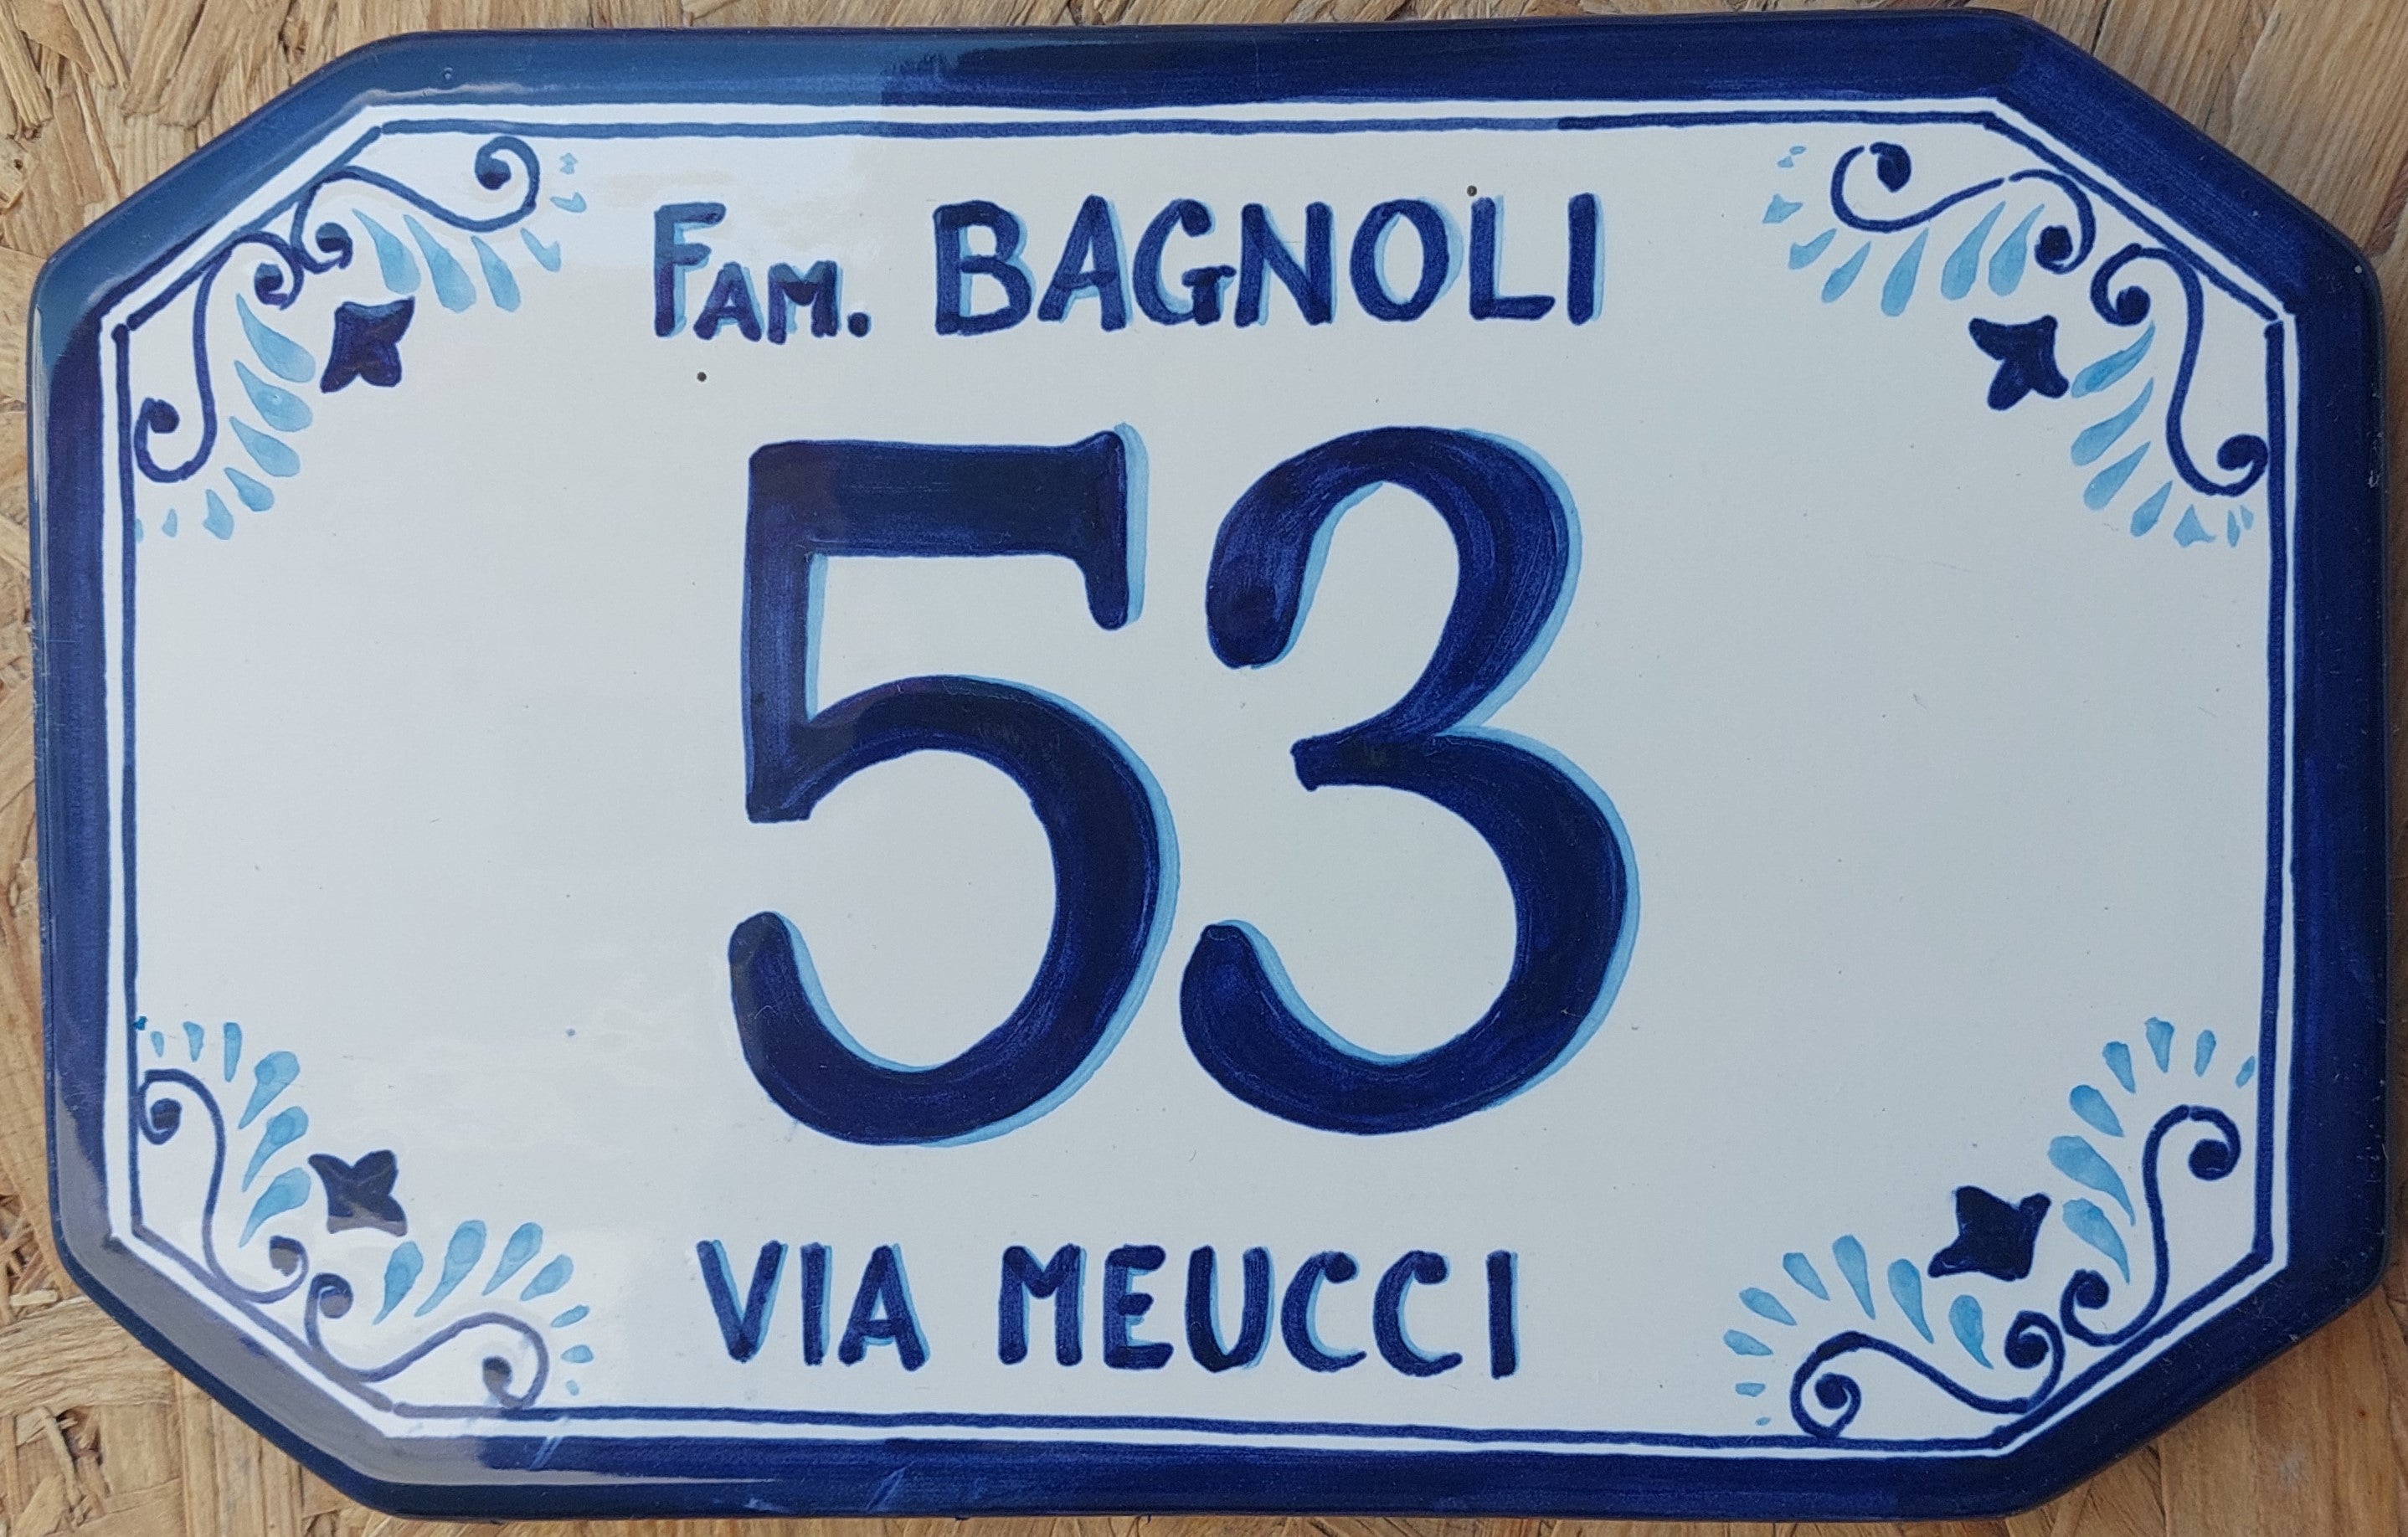 FAM. BAGNOLI
53
VIA MEUCCI